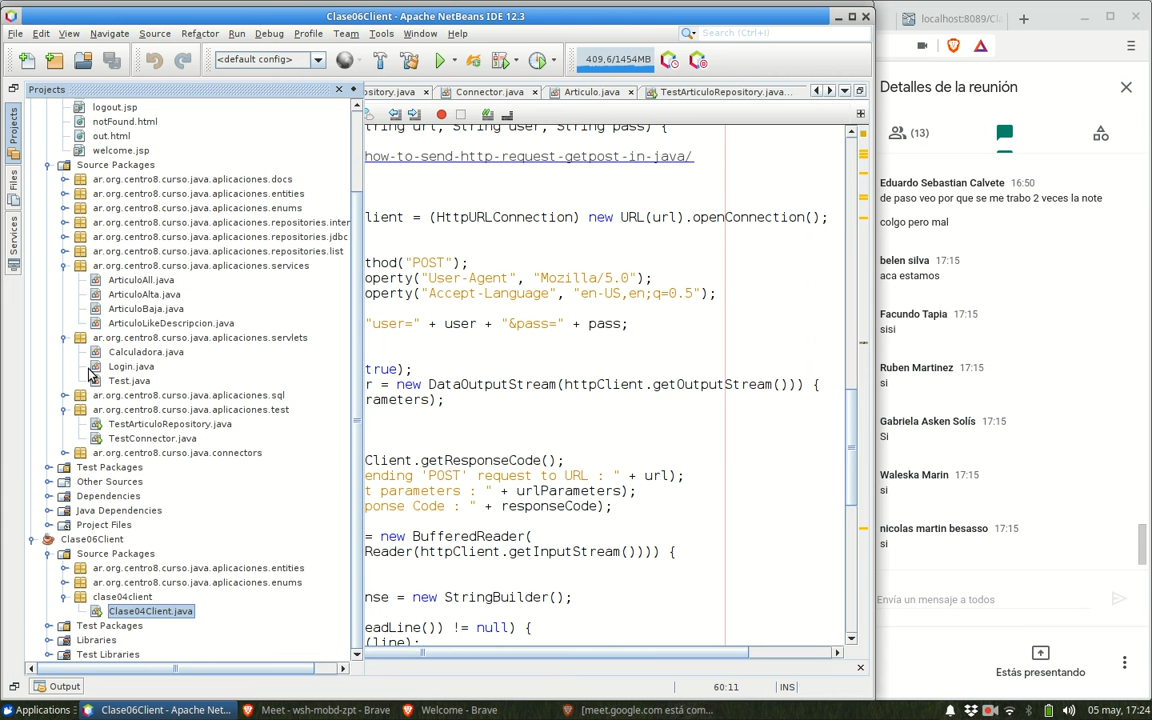 Clase06Client - Apache NetBeans IDE 12.3
File Edit View Navigate Source Refactor Run Debug Profile Team Tools Window Help
Search (Ctrl+I)
<default config>
409,6/1454MB
Projects
ository.java
Connector.java
Articulo.java
TestArticuloRepository.java...
Projects
Files
Services
logout.jsp
notFound.html
out.html
welcome.jsp
Source Packages
ar.org.centro8.curso.java.aplicaciones.docs
ar.org.centro8.curso.java.aplicaciones.entities
ar.org.centro8.curso.java.aplicaciones.enums
ar.org.centro8.curso.java.aplicaciones.repositories.inter
ar.org.centro8.curso.java.aplicaciones.repositories.jdbc
ar.org.centro8.curso.java.aplicaciones.repositories.list
ar.org.centro8.curso.java.aplicaciones.services
ArticuloAll.java
ArticuloAlta.java
ArticuloBaja.java
ArticuloLikeDescripcion.java
ar.org.centro8.curso.java.aplicaciones.servlets
Calculadora.java
Login.java
Test.java
ar.org.centro8.curso.java.aplicaciones.sql
ar.org.centro8.curso.java.aplicaciones.test
TestArticuloRepository.java
TestConnector.java
ar.org.centro8.curso.java.connectors
Test Packages
Other Sources
Dependencies
Java Dependencies
Project Files
Clase06Client
Source Packages
ar.org.centro8.curso.java.aplicaciones.entities
ar.org.centro8.curso.java.aplicaciones.enums
clase04client
Clase04Client.java
Test Packages
Libraries
Test Libraries
tring url, String user, String pass) {
how-to-send-http-request-getpost-in-java/
lient = (HttpURLConnection) new URL(url).openConnection();
thod("POST");
operty("User-Agent", "Mozilla/5.0");
operty("Accept-Language", "en-US,en;q=0.5");
"user=" + user + "&pass=" + pass;
true);
r = new DataOutputStream(httpClient.getOutputStream())) {
rameters);
Client.getResponseCode();
ending 'POST' request to URL : " + url);
t parameters : " + urlParameters);
ponse Code : " + responseCode);
= new BufferedReader(
Reader(httpClient.getInputStream()))) {
nse = new StringBuilder();
eadLine()) != null) {
(line);
Output
60:11
INS
localhost:8089/Cl
Detalles de la reunión
(13)
Eduardo Sebastian Calvete 16:50
de paso veo por que se me trabo 2 veces la note
colgo pero mal
belen silva 17:15
aca estamos
Facundo Tapia 17:15
sisi
Ruben Martinez 17:15
si
Gabriela Asken Solís 17:15
Si
Waleska Marin 17:15
si
nicolas martin besasso 17:15
si
Envía un mensaje a todos
Estás presentando
Applications
Clase06Client - Apache Net...
Meet - wsh-mobd-zpt - Brave
Welcome - Brave
[meet.google.com está com...
05 may, 17:24